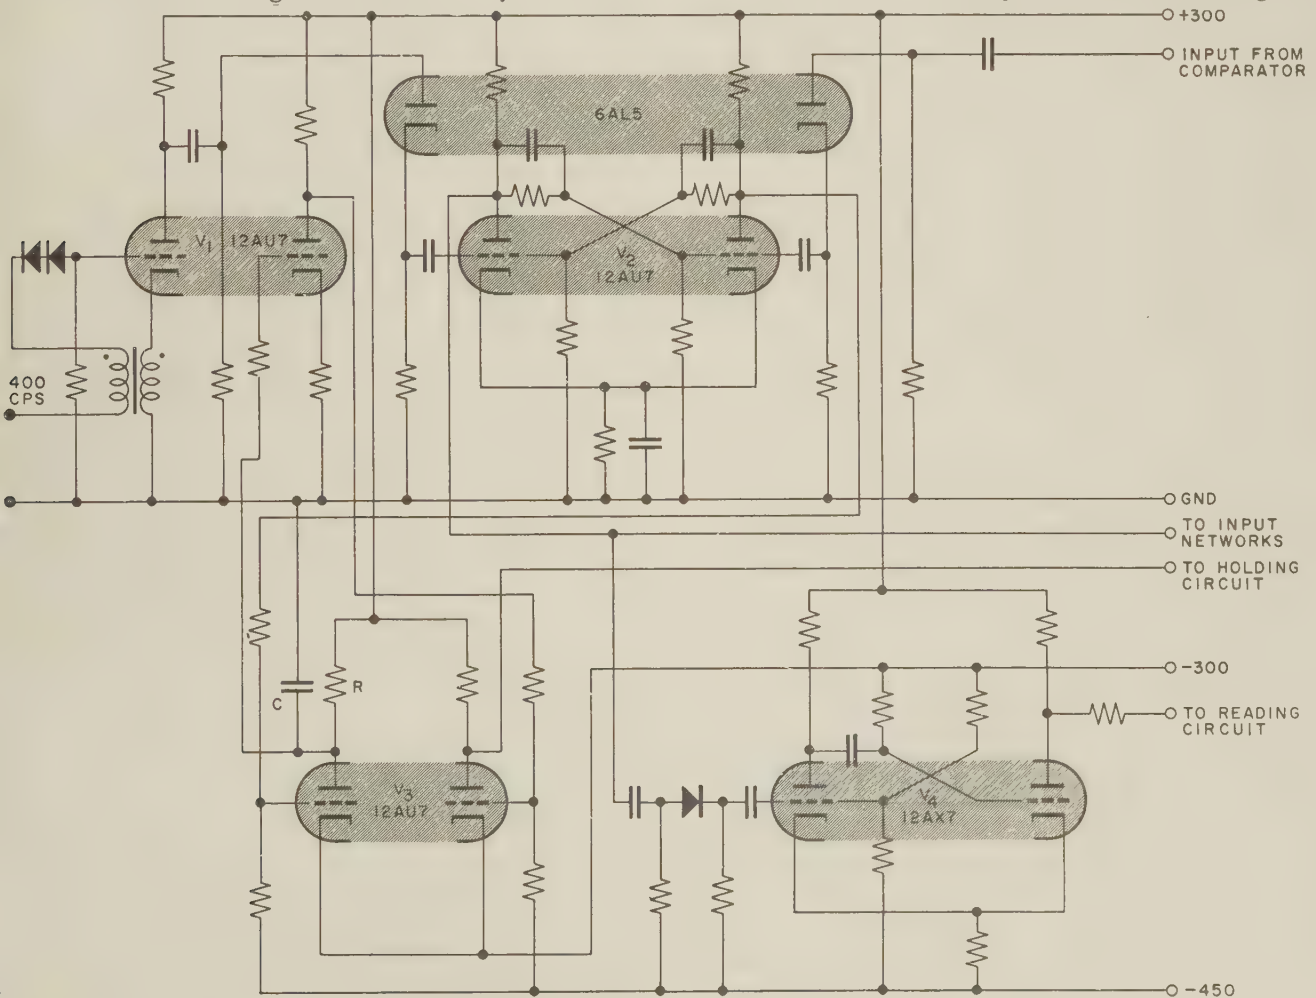 +300
INPUT FROM
COMPARATOR
6AL5
V1 12AU7
V2
12AU7
400
CPS
GND
TO INPUT
NETWORKS
TO HOLDING
CIRCUIT
C
R
-300
TO READING
CIRCUIT
V3
12AU7
V4
12AX7
-450